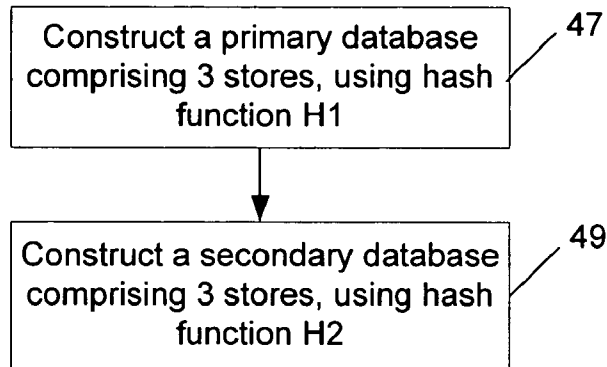 Construct a primary database
comprising 3 stores, using hash
function H1
47
Construct a secondary database
comprising 3 stores, using hash
function H2
49